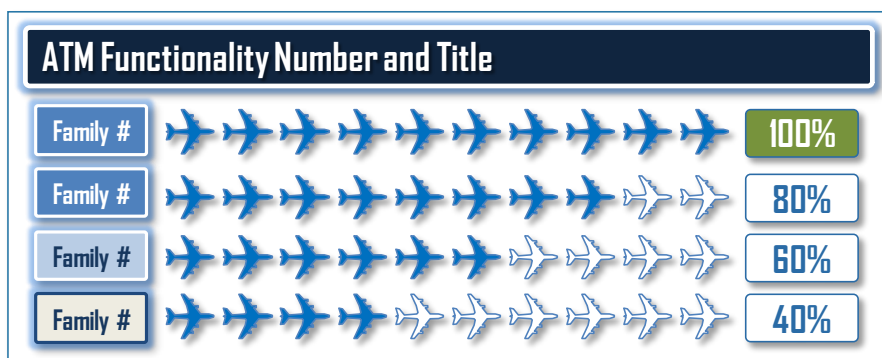 ATM Functionality Number and Title
Family # 100%
Family # 80%
Family # 60%
Family # 40%